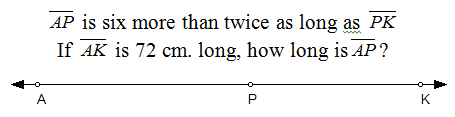 AP is six more than twice as long as PK
If AK is 72 cm. long, how long is AP?
A P K